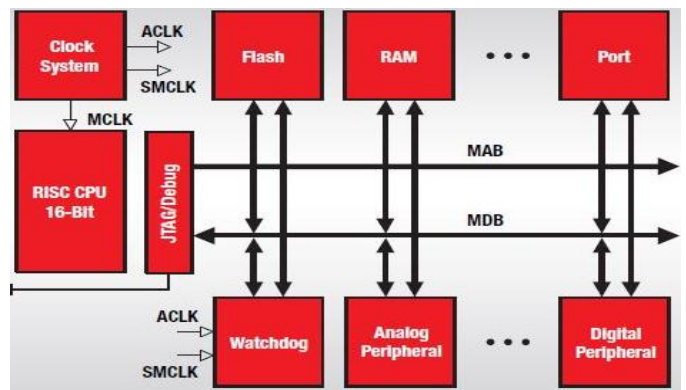 Clock
System
ACLK
SMCLK
MCLK
Flash
RAM
Port
RISC CPU
16-Bit
JTAG/Debug
MAB
MDB
ACLK
SMCLK
Watchdog
Analog
Peripheral
Digital
Peripheral